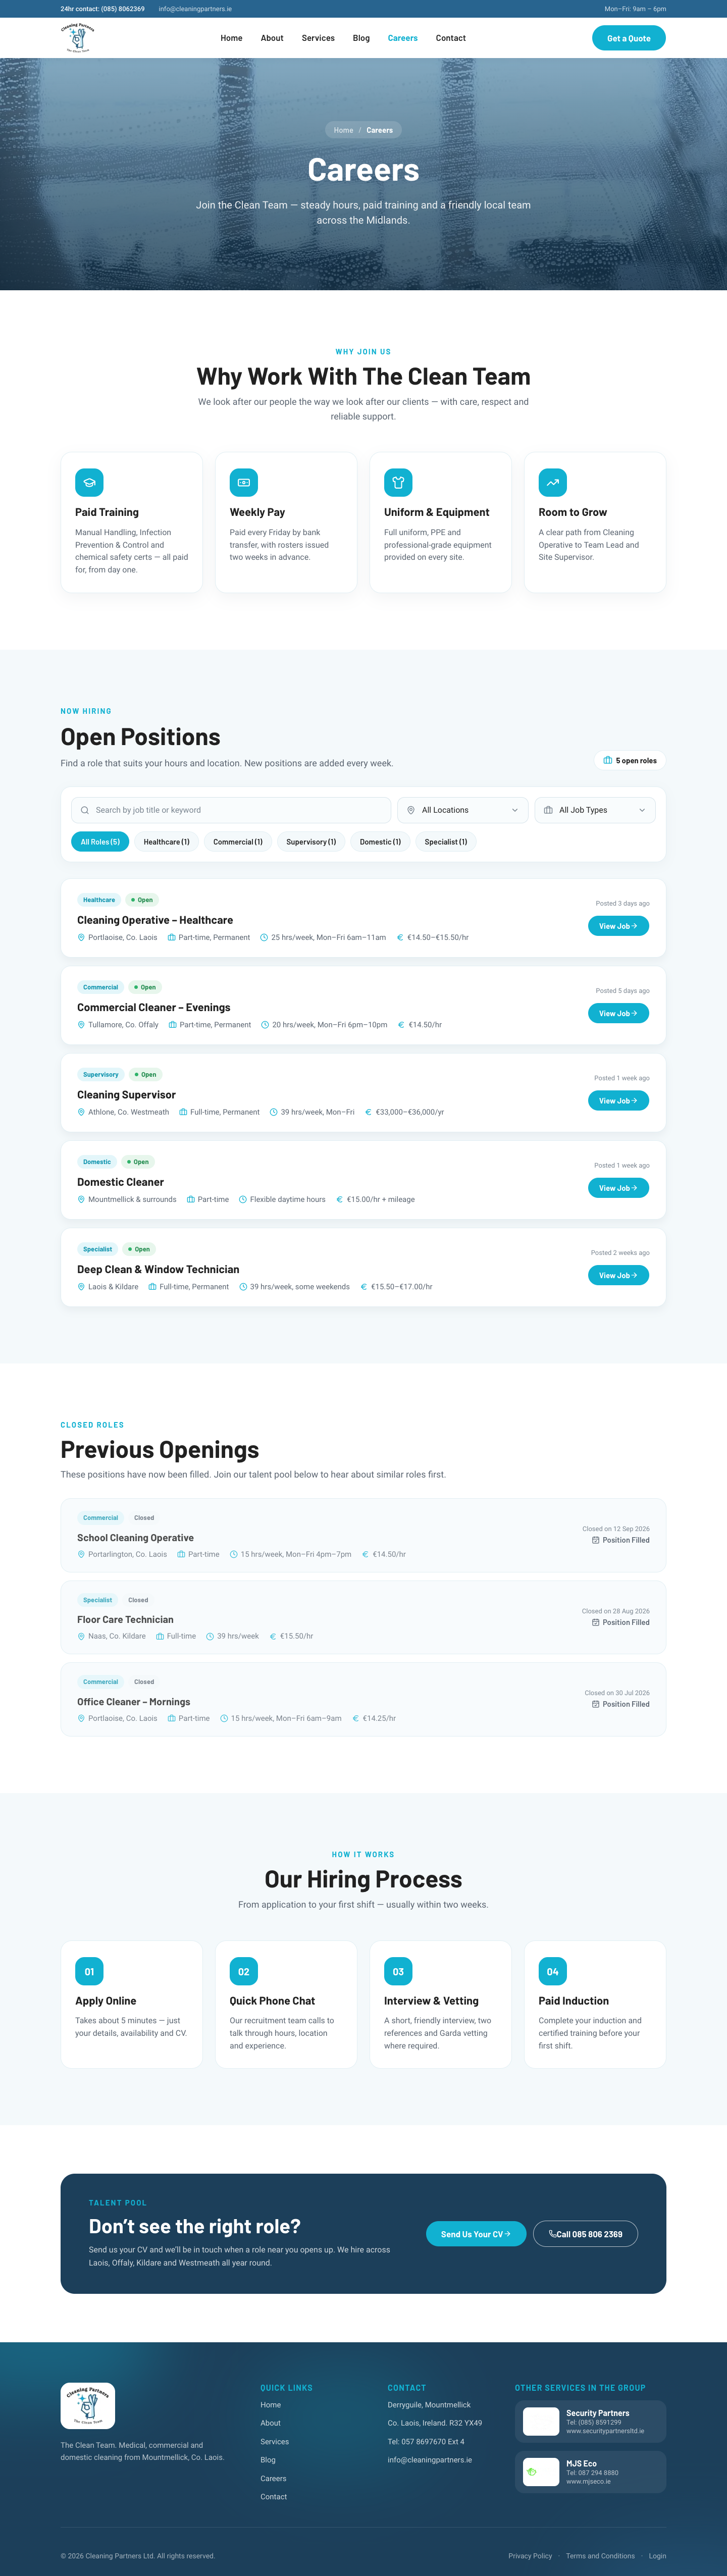 24hr contact: (085) 8062369 info@cleaningpartners.ie Mon–Fri: 9am – 6pm
Cleaning Partners
The Clean Team
Home About Services Blog Careers Contact
Get a Quote
Home / Careers
Careers
Join the Clean Team — steady hours, paid training and a friendly local team
across the Midlands.
WHY JOIN US
Why Work With The Clean Team
We look after our people the way we look after our clients — with care, respect and
reliable support.
Paid Training
Manual Handling, Infection
Prevention & Control and
chemical safety certs — all paid
for, from day one.
Weekly Pay
Paid every Friday by bank
transfer, with rosters issued
two weeks in advance.
Uniform & Equipment
Full uniform, PPE and
professional-grade equipment
provided on every site.
Room to Grow
A clear path from Cleaning
Operative to Team Lead and
Site Supervisor.
NOW HIRING
Open Positions
Find a role that suits your hours and location. New positions are added every week.
5 open roles
Search by job title or keyword
All Locations
All Job Types
All Roles (5) Healthcare (1) Commercial (1) Supervisory (1) Domestic (1) Specialist (1)
Healthcare Open
Cleaning Operative – Healthcare
Portlaoise, Co. Laois Part-time, Permanent 25 hrs/week, Mon–Fri 6am–11am €14.50–€15.50/hr
Posted 3 days ago
View Job
Commercial Open
Commercial Cleaner – Evenings
Tullamore, Co. Offaly Part-time, Permanent 20 hrs/week, Mon–Fri 6pm–10pm €14.50/hr
Posted 5 days ago
View Job
Supervisory Open
Cleaning Supervisor
Athlone, Co. Westmeath Full-time, Permanent 39 hrs/week, Mon–Fri €33,000–€36,000/yr
Posted 1 week ago
View Job
Domestic Open
Domestic Cleaner
Mountmellick & surrounds Part-time Flexible daytime hours €15.00/hr + mileage
Posted 1 week ago
View Job
Specialist Open
Deep Clean & Window Technician
Laois & Kildare Full-time, Permanent 39 hrs/week, some weekends €15.50–€17.00/hr
Posted 2 weeks ago
View Job
CLOSED ROLES
Previous Openings
These positions have now been filled. Join our talent pool below to hear about similar roles first.
Commercial Closed
School Cleaning Operative
Portarlington, Co. Laois Part-time 15 hrs/week, Mon–Fri 4pm–7pm €14.50/hr
Closed on 12 Sep 2026
Position Filled
Specialist Closed
Floor Care Technician
Naas, Co. Kildare Full-time 39 hrs/week €15.50/hr
Closed on 28 Aug 2026
Position Filled
Commercial Closed
Office Cleaner – Mornings
Portlaoise, Co. Laois Part-time 15 hrs/week, Mon–Fri 6am–9am €14.25/hr
Closed on 30 Jul 2026
Position Filled
HOW IT WORKS
Our Hiring Process
From application to your first shift — usually within two weeks.
01
Apply Online
Takes about 5 minutes — just
your details, availability and CV.
02
Quick Phone Chat
Our recruitment team calls to
talk through hours, location
and experience.
03
Interview & Vetting
A short, friendly interview, two
references and Garda vetting
where required.
04
Paid Induction
Complete your induction and
certified training before your
first shift.
TALENT POOL
Don't see the right role?
Send us your CV and we'll be in touch when a role near you opens up. We hire across
Laois, Offaly, Kildare and Westmeath all year round.
Send Us Your CV
Call 085 806 2369
Cleaning Partners
The Clean Team
The Clean Team. Medical, commercial and
domestic cleaning from Mountmellick, Co. Laois.
QUICK LINKS
Home
About
Services
Blog
Careers
Contact
CONTACT
Derryguile, Mountmellick
Co. Laois, Ireland. R32 YX49
Tel: 057 8697670 Ext 4
info@cleaningpartners.ie
OTHER SERVICES IN THE GROUP
Security Partners
Tel: (085) 8591299
www.securitypartnersltd.ie
MJS Eco
Tel: 087 294 8880
www.mjseco.ie
© 2026 Cleaning Partners Ltd. All rights reserved.
Privacy Policy · Terms and Conditions · Login